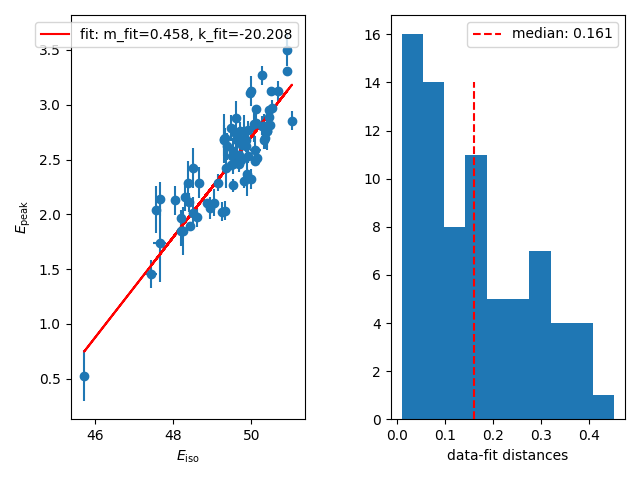 fit: m_fit=0.458, k_fit=-20.208
3.5
3.0
2.5
2.0
1.5
1.0
0.5
E_peak
46 48 50
E_iso
median: 0.161
16
14
12
10
8
6
4
2
0
0.0 0.1 0.2 0.3 0.4
data-fit distances